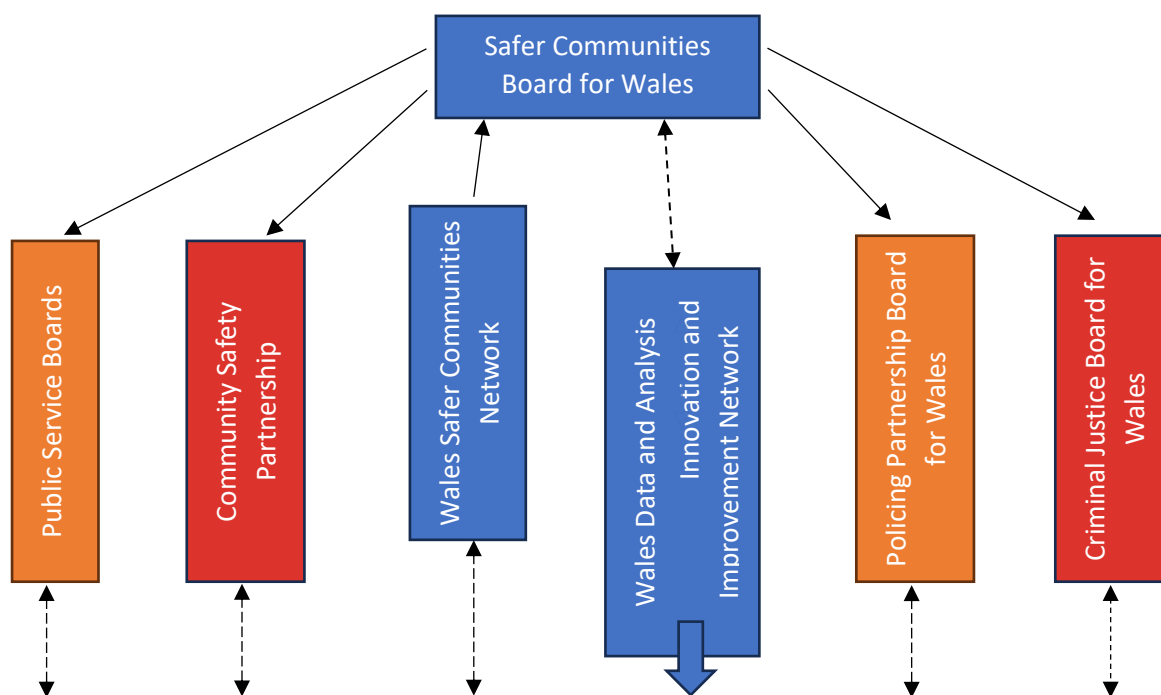 Safer Communities
Board for Wales
Public Service Boards
Community Safety
Partnership
Wales Safer Communities
Network
Wales Data and Analysis
Innovation and
Improvement Network
Policing Partnership Board
for Wales
Criminal Justice Board for
Wales